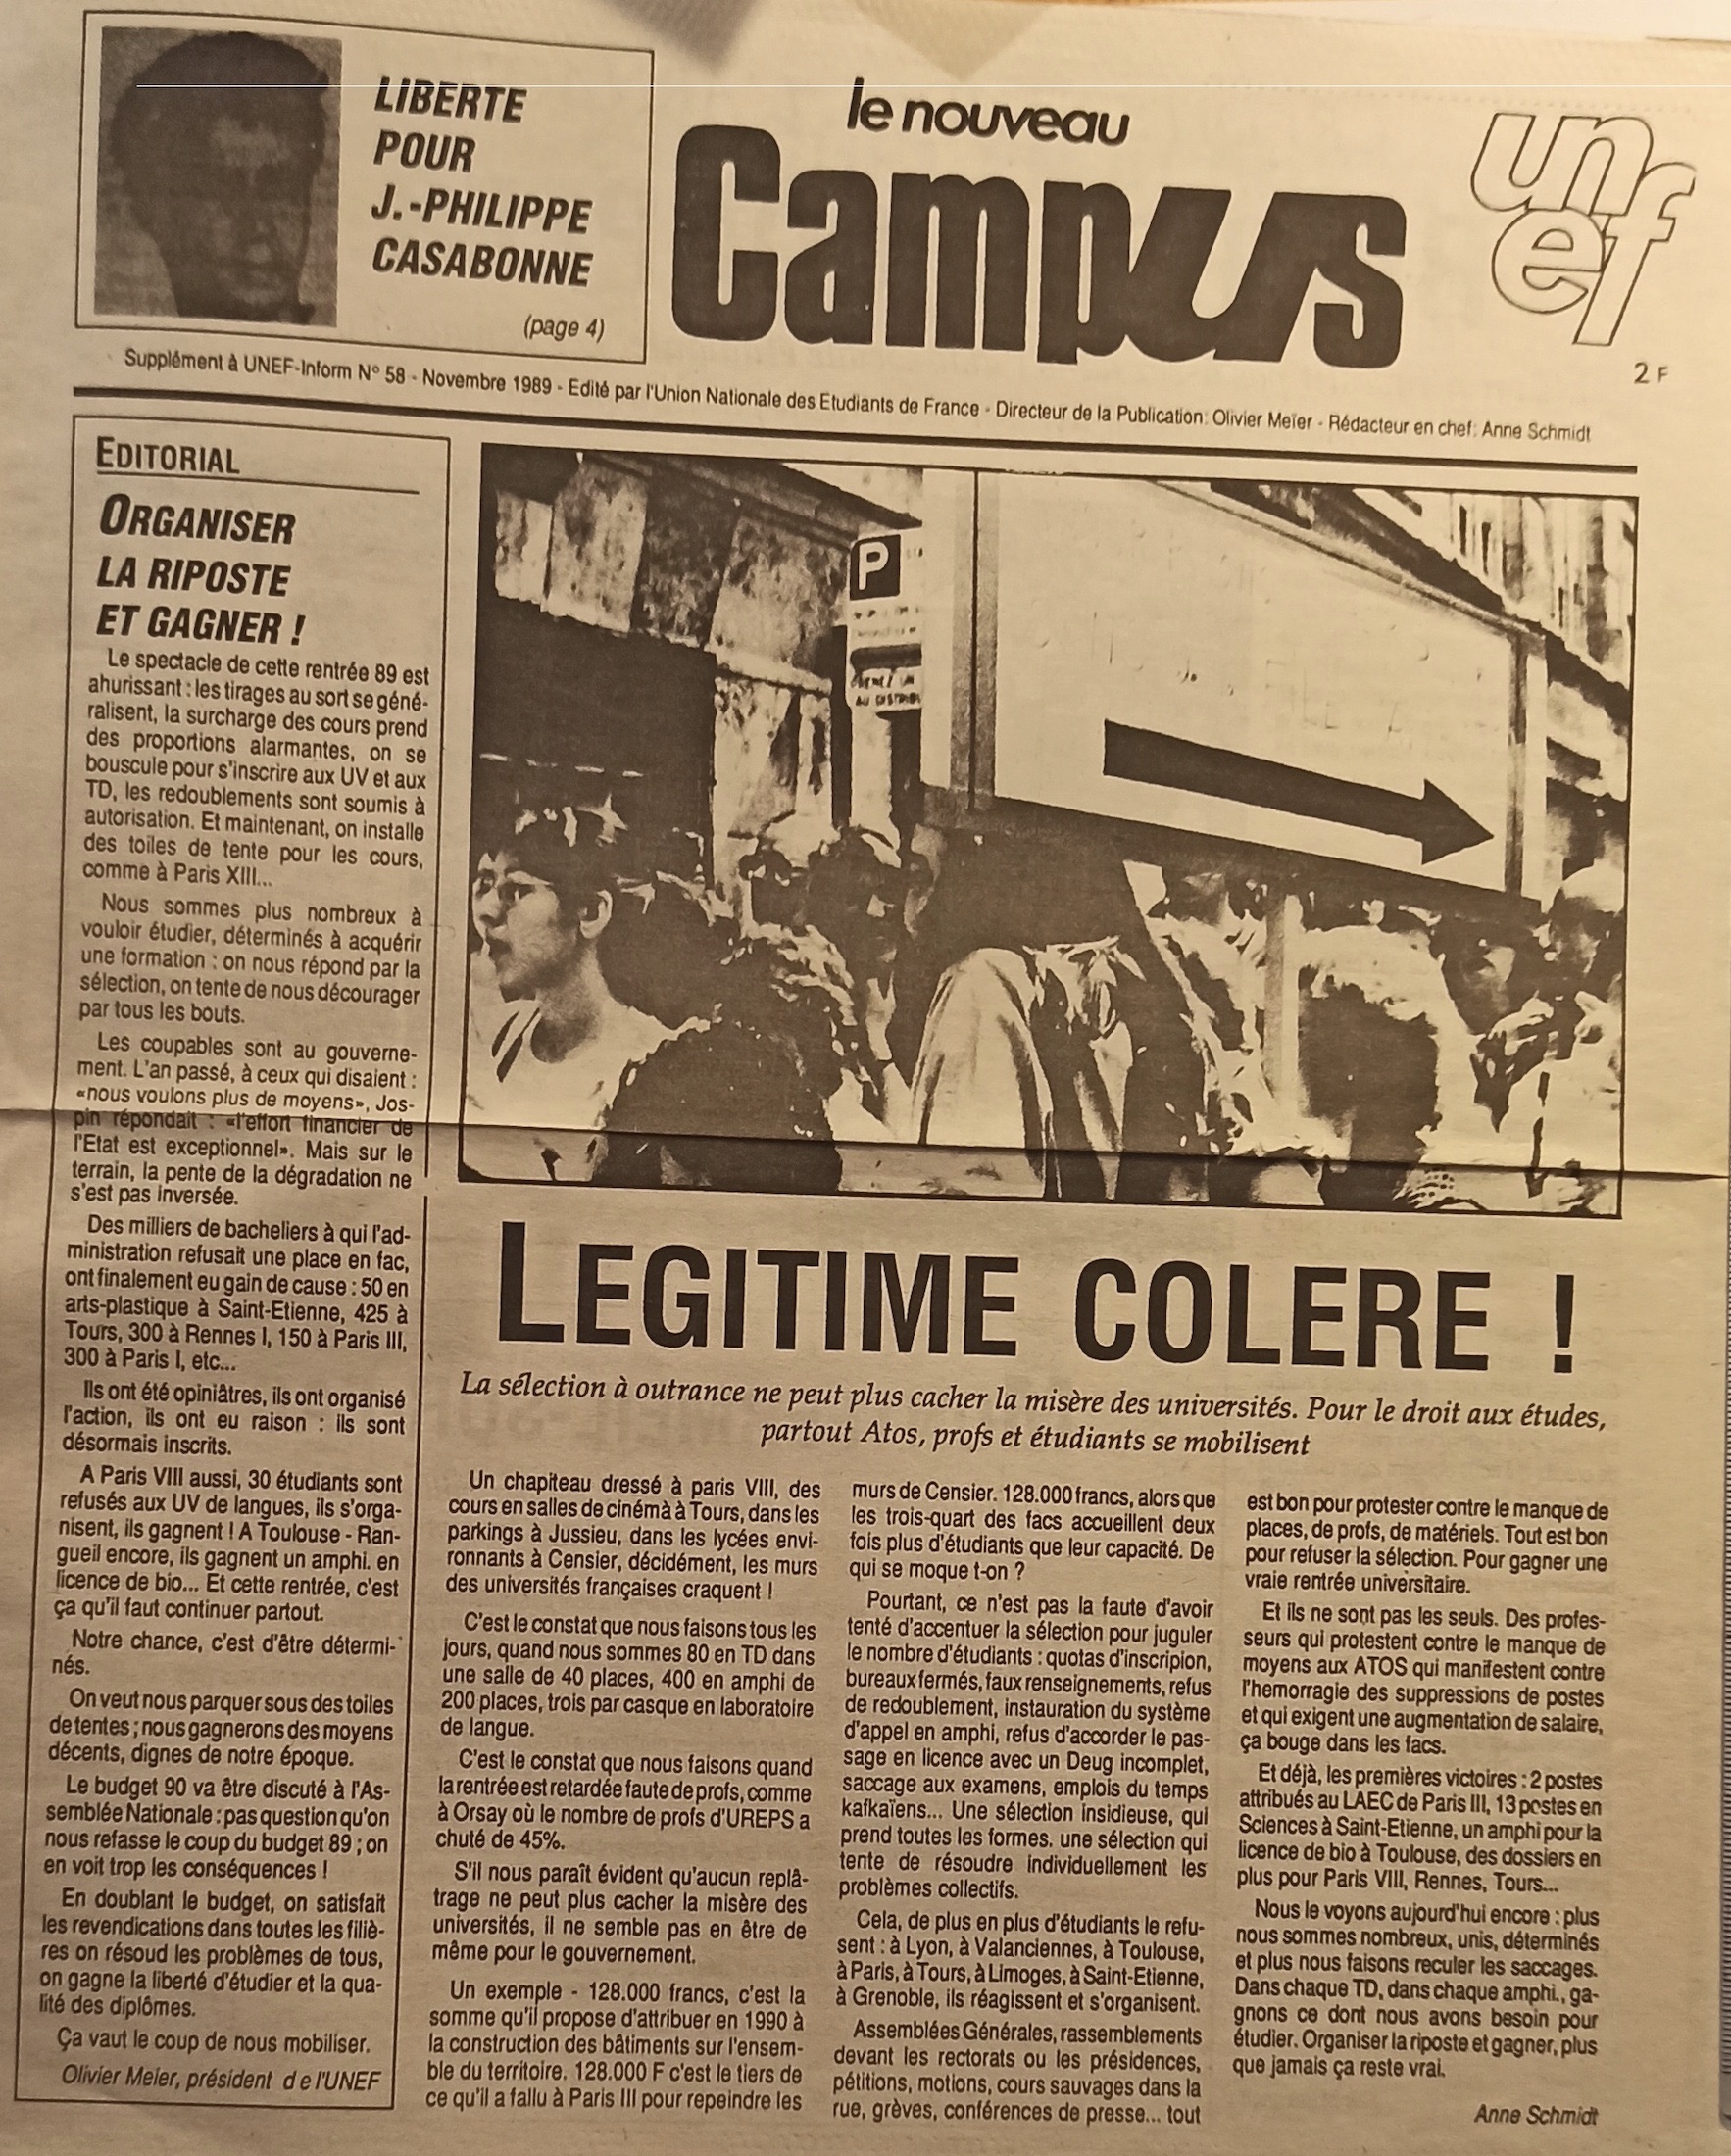 LIBERTE
POUR
J.-PHILIPPE
CASABONNE
(page 4)
le nouveau
Campus
unef
2 F
Supplément à UNEF-Inform N° 58 - Novembre 1989 - Edité par l'Union Nationale des Etudiants de France - Directeur de la Publication: Olivier Meïer - Rédacteur en chef: Anne Schmidt
EDITORIAL
ORGANISER
LA RIPOSTE
ET GAGNER !
Le spectacle de cette rentrée 89 est
ahurissant : les tirages au sort se géné-
ralisent, la surcharge des cours prend
des proportions alarmantes, on se
bouscule pour s'inscrire aux UV et aux
TD, les redoublements sont soumis à
autorisation. Et maintenant, on installe
des toiles de tente pour les cours,
comme à Paris XIII...
Nous sommes plus nombreux à
vouloir étudier, déterminés à acquérir
une formation : on nous répond par la
sélection, on tente de nous décourager
par tous les bouts.
Les coupables sont au gouverne-
ment. L'an passé, à ceux qui disaient :
«nous voulons plus de moyens», Jos-
pin répondait : «l'effort financier de
l'Etat est exceptionnel». Mais sur le
terrain, la pente de la dégradation ne
s'est pas inversée.
Des milliers de bacheliers à qui l'ad-
ministration refusait une place en fac,
ont finalement eu gain de cause : 50 en
arts-plastique à Saint-Etienne, 425 à
Tours, 300 à Rennes I, 150 à Paris III,
300 à Paris I, etc...
Ils ont été opiniâtres, ils ont organisé
l'action, ils ont eu raison : ils sont
désormais inscrits.
A Paris VIII aussi, 30 étudiants sont
refusés aux UV de langues, ils s'orga-
nisent, ils gagnent ! A Toulouse - Ran-
gueil encore, ils gagnent un amphi. en
licence de bio... Et cette rentrée, c'est
ça qu'il faut continuer partout.
Notre chance, c'est d'être détermi-
nés.
On veut nous parquer sous des toiles
de tentes ; nous gagnerons des moyens
décents, dignes de notre époque.
Le budget 90 va être discuté à l'As-
semblée Nationale : pas question qu'on
nous refasse le coup du budget 89 ; on
en voit trop les conséquences !
En doublant le budget, on satisfait
les revendications dans toutes les filiè-
res on résoud les problèmes de tous,
on gagne la liberté d'étudier et la qua-
lité des diplômes.
Ça vaut le coup de nous mobiliser.
Olivier Meier, président d e l'UNEF
P
AU DISTRIBU
LEGITIME COLERE !
La sélection à outrance ne peut plus cacher la misère des universités. Pour le droit aux études,
partout Atos, profs et étudiants se mobilisent
Un chapiteau dressé à paris VIII, des
cours en salles de cinémà à Tours, dans les
parkings à Jussieu, dans les lycées envi-
ronnants à Censier, décidément, les murs
des universités françaises craquent !
C'est le constat que nous faisons tous les
jours, quand nous sommes 80 en TD dans
une salle de 40 places, 400 en amphi de
200 places, trois par casque en laboratoire
de langue.
C'est le constat que nous faisons quand
la rentrée est retardée faute de profs, comme
à Orsay où le nombre de profs d'UREPS a
chuté de 45%.
S'il nous paraît évident qu'aucun replâ-
trage ne peut plus cacher la misère des
universités, il ne semble pas en être de
même pour le gouvernement.
Un exemple - 128.000 francs, c'est la
somme qu'il propose d'attribuer en 1990 à
la construction des bâtiments sur l'ensem-
ble du territoire. 128.000 F c'est le tiers de
ce qu'il a fallu à Paris III pour repeindre les
murs de Censier. 128.000 francs, alors que
les trois-quart des facs accueillent deux
fois plus d'étudiants que leur capacité. De
qui se moque t-on ?
Pourtant, ce n'est pas la faute d'avoir
tenté d'accentuer la sélection pour juguler
le nombre d'étudiants : quotas d'inscripion,
bureaux fermés, faux renseignements, refus
de redoublement, instauration du système
d'appel en amphi, refus d'accorder le pas-
sage en licence avec un Deug incomplet,
saccage aux examens, emplois du temps
kafkaïens... Une sélection insidieuse, qui
prend toutes les formes. une sélection qui
tente de résoudre individuellement les
problèmes collectifs.
Cela, de plus en plus d'étudiants le refu-
sent : à Lyon, à Valanciennes, à Toulouse,
à Paris, à Tours, à Limoges, à Saint-Etienne,
à Grenoble, ils réagissent et s'organisent.
Assemblées Générales, rassemblements
devant les rectorats ou les présidences,
pétitions, motions, cours sauvages dans la
rue, grèves, conférences de presse... tout
est bon pour protester contre le manque de
places, de profs, de matériels. Tout est bon
pour refuser la sélection. Pour gagner une
vraie rentrée universitaire.
Et ils ne sont pas les seuls. Des profes-
seurs qui protestent contre le manque de
moyens aux ATOS qui manifestent contre
l'hemorragie des suppressions de postes
et qui exigent une augmentation de salaire,
ça bouge dans les facs.
Et déjà, les premières victoires : 2 postes
attribués au LAEC de Paris III, 13 postes en
Sciences à Saint-Etienne, un amphi pour la
licence de bio à Toulouse, des dossiers en
plus pour Paris VIII, Rennes, Tours...
Nous le voyons aujourd'hui encore : plus
nous sommes nombreux, unis, déterminés
et plus nous faisons reculer les saccages.
Dans chaque TD, dans chaque amphi., ga-
gnons ce dont nous avons besoin pour
étudier. Organiser la riposte et gagner, plus
que jamais ça reste vrai.
Anne Schmidt